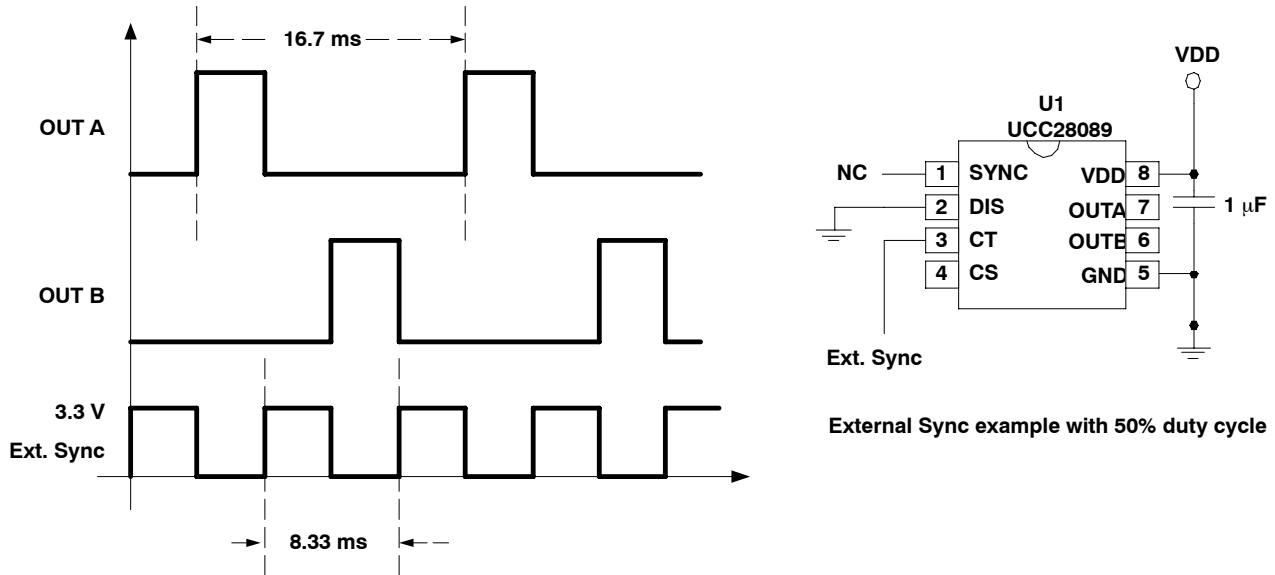 16.7 ms
OUT A
OUT B
3.3 V
Ext. Sync
8.33 ms
VDD
U1
UCC28089
NC
1 SYNC VDD 8
2 DIS OUTA 7
3 CT OUTB 6
4 CS GND 5
1 µF
Ext. Sync
External Sync example with 50% duty cycle